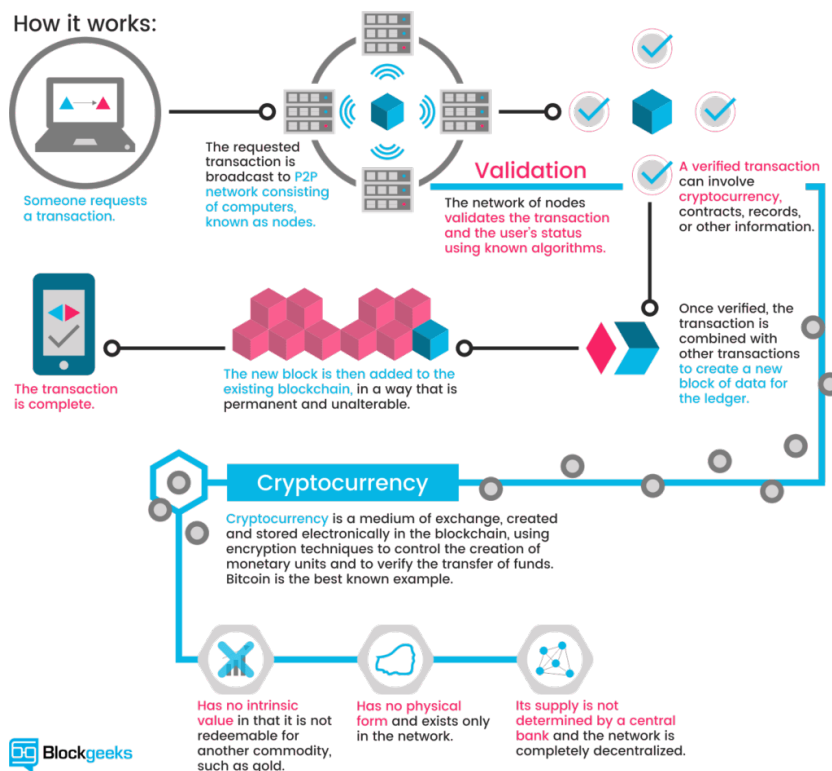 How it works:
Someone requests
a transaction.
The requested
transaction is
broadcast to P2P
network consisting
of computers,
known as nodes.
Validation
The network of nodes
validates the transaction
and the user's status
using known algorithms.
A verified transaction
can involve
cryptocurrency,
contracts, records,
or other information.
Once verified, the
transaction is
combined with
other transactions
to create a new
block of data for
the ledger.
The new block is then added to the
existing blockchain, in a way that is
permanent and unalterable.
The transaction
is complete.
Cryptocurrency
Cryptocurrency is a medium of exchange, created
and stored electronically in the blockchain, using
encryption techniques to control the creation of
monetary units and to verify the transfer of funds.
Bitcoin is the best known example.
Has no intrinsic
value in that it is not
redeemable for
another commodity,
such as gold.
Has no physical
form and exists only
in the network.
Its supply is not
determined by a central
bank and the network is
completely decentralized.
Blockgeeks